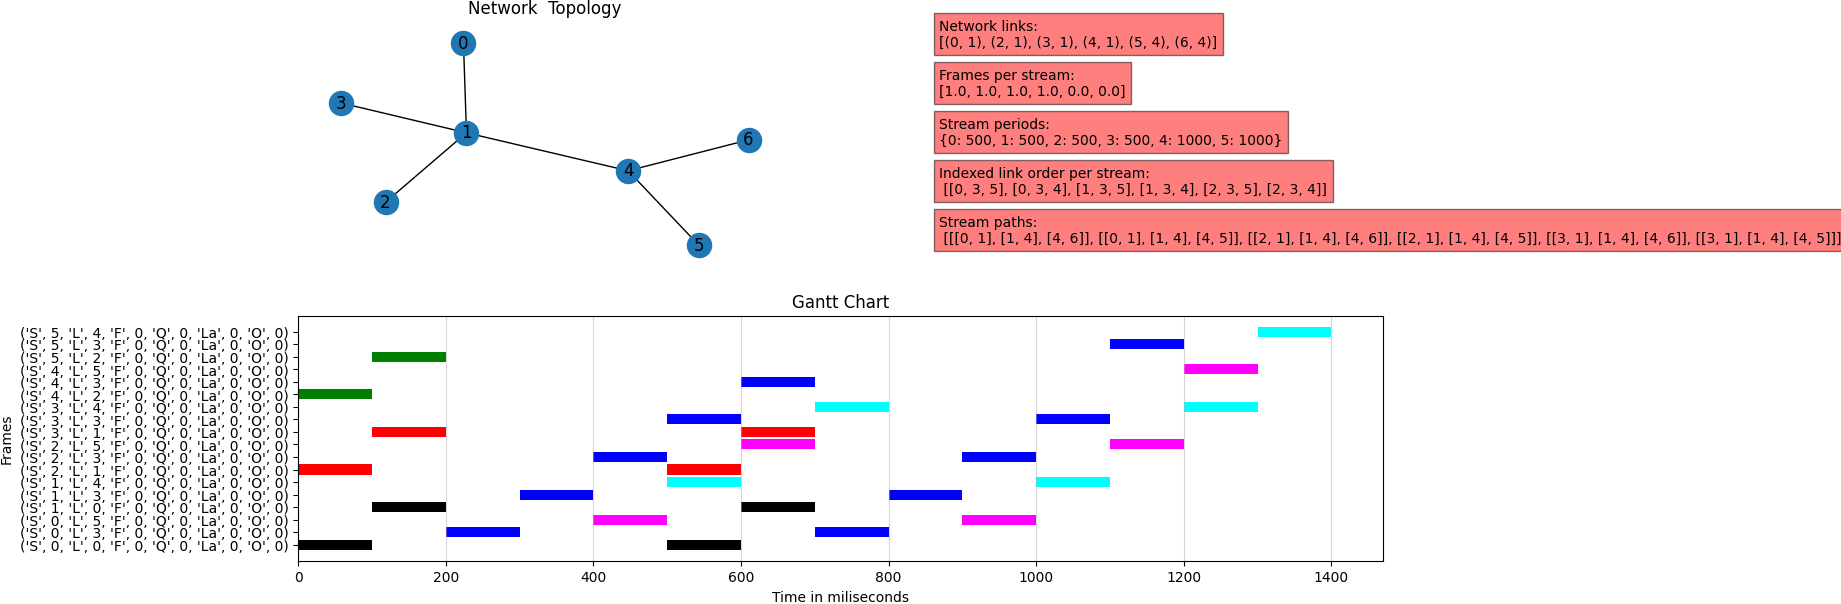 Network  Topology
0
3
1
6
4
2
5
Network links:
[(0, 1), (2, 1), (3, 1), (4, 1), (5, 4), (6, 4)]
Frames per stream:
[1.0, 1.0, 1.0, 1.0, 0.0, 0.0]
Stream periods:
{0: 500, 1: 500, 2: 500, 3: 500, 4: 1000, 5: 1000}
Indexed link order per stream:
[[0, 3, 5], [0, 3, 4], [1, 3, 5], [1, 3, 4], [2, 3, 5], [2, 3, 4]]
Stream paths:
[[[0, 1], [1, 4], [4, 6]], [[0, 1], [1, 4], [4, 5]], [[2, 1], [1, 4], [4, 6]], [[2, 1], [1, 4], [4, 5]], [[3, 1], [1, 4], [4, 6]], [[3, 1], [1, 4], [4, 5]]]
Gantt Chart
('S', 5, 'L', 4, 'F', 0, 'Q', 0, 'La', 0, 'O', 0)
('S', 5, 'L', 3, 'F', 0, 'Q', 0, 'La', 0, 'O', 0)
('S', 5, 'L', 2, 'F', 0, 'Q', 0, 'La', 0, 'O', 0)
('S', 4, 'L', 5, 'F', 0, 'Q', 0, 'La', 0, 'O', 0)
('S', 4, 'L', 3, 'F', 0, 'Q', 0, 'La', 0, 'O', 0)
('S', 4, 'L', 2, 'F', 0, 'Q', 0, 'La', 0, 'O', 0)
('S', 3, 'L', 4, 'F', 0, 'Q', 0, 'La', 0, 'O', 0)
('S', 3, 'L', 3, 'F', 0, 'Q', 0, 'La', 0, 'O', 0)
('S', 3, 'L', 1, 'F', 0, 'Q', 0, 'La', 0, 'O', 0)
('S', 2, 'L', 5, 'F', 0, 'Q', 0, 'La', 0, 'O', 0)
('S', 2, 'L', 3, 'F', 0, 'Q', 0, 'La', 0, 'O', 0)
('S', 2, 'L', 1, 'F', 0, 'Q', 0, 'La', 0, 'O', 0)
('S', 1, 'L', 4, 'F', 0, 'Q', 0, 'La', 0, 'O', 0)
('S', 1, 'L', 3, 'F', 0, 'Q', 0, 'La', 0, 'O', 0)
('S', 1, 'L', 0, 'F', 0, 'Q', 0, 'La', 0, 'O', 0)
('S', 0, 'L', 5, 'F', 0, 'Q', 0, 'La', 0, 'O', 0)
('S', 0, 'L', 3, 'F', 0, 'Q', 0, 'La', 0, 'O', 0)
('S', 0, 'L', 0, 'F', 0, 'Q', 0, 'La', 0, 'O', 0)
Frames
0 200 400 600 800 1000 1200 1400
Time in miliseconds